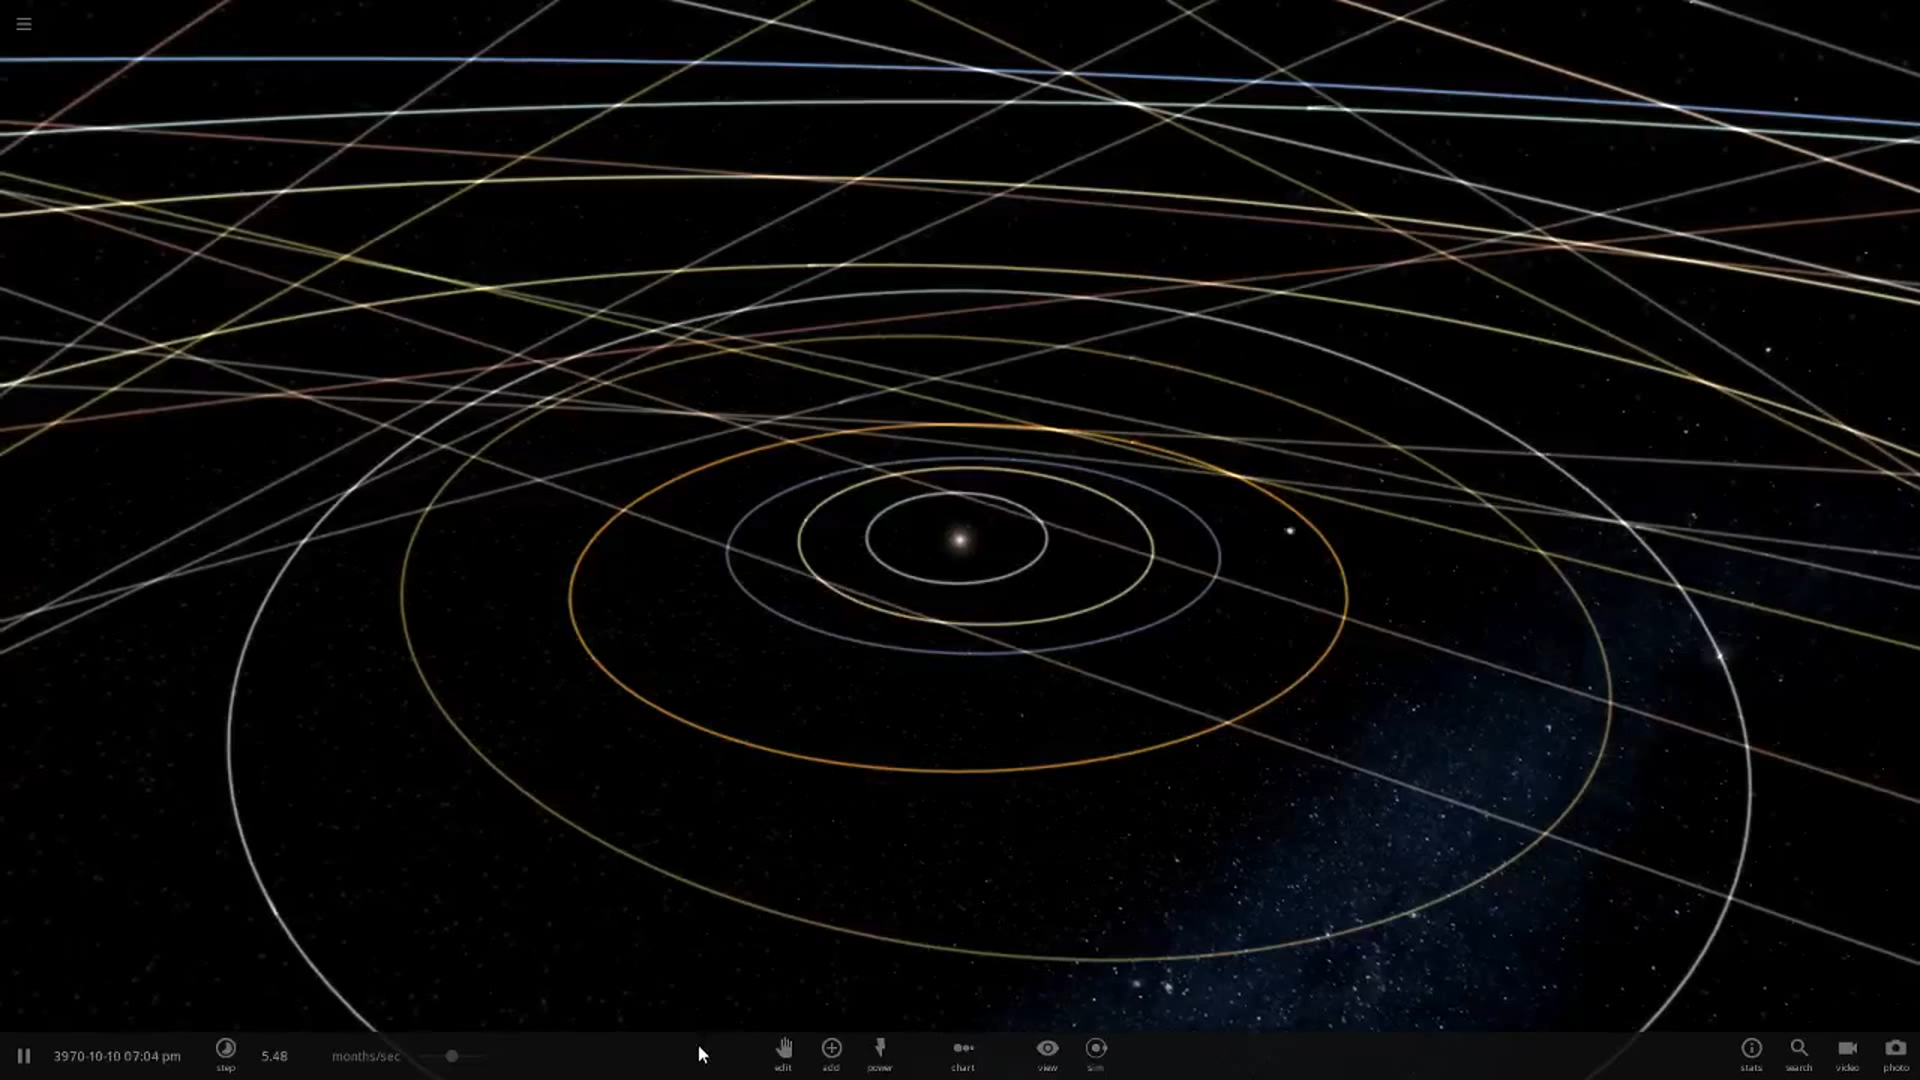 3970-10-10 07:04 pm
step
5.48
months/sec
edit
add
power
chart
view
sim
stats
search
video
photo